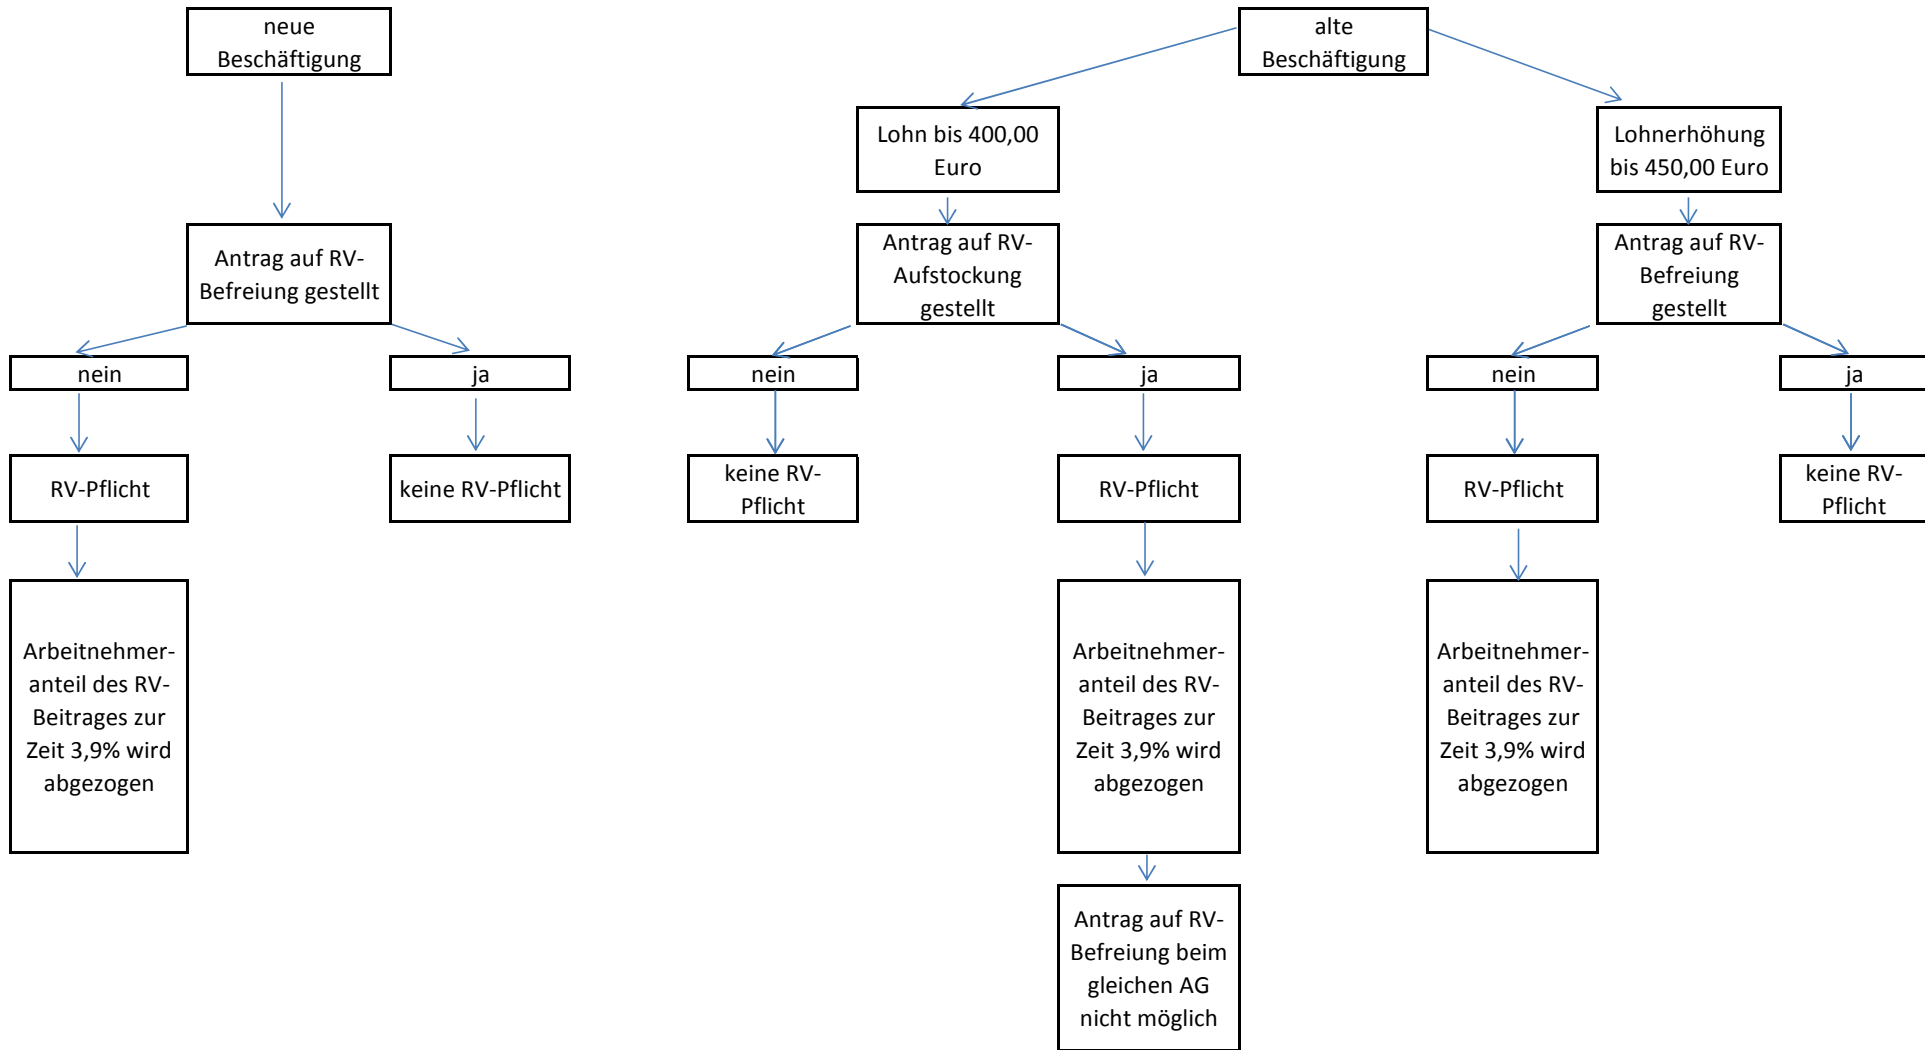 neue
Beschäftigung
alte
Beschäftigung
Lohn bis 400,00
Euro
Lohnerhöhung
bis 450,00 Euro
Antrag auf RV-
Befreiung gestellt
Antrag auf RV-
Aufstockung
gestellt
Antrag auf RV-
Befreiung
gestellt
nein
ja
nein
ja
nein
ja
RV-Pflicht
keine RV-Pflicht
keine RV-
Pflicht
RV-Pflicht
RV-Pflicht
keine RV-
Pflicht
Arbeitnehmer-
anteil des RV-
Beitrages zur
Zeit 3,9% wird
abgezogen
Arbeitnehmer-
anteil des RV-
Beitrages zur
Zeit 3,9% wird
abgezogen
Arbeitnehmer-
anteil des RV-
Beitrages zur
Zeit 3,9% wird
abgezogen
Antrag auf RV-
Befreiung beim
gleichen AG
nicht möglich